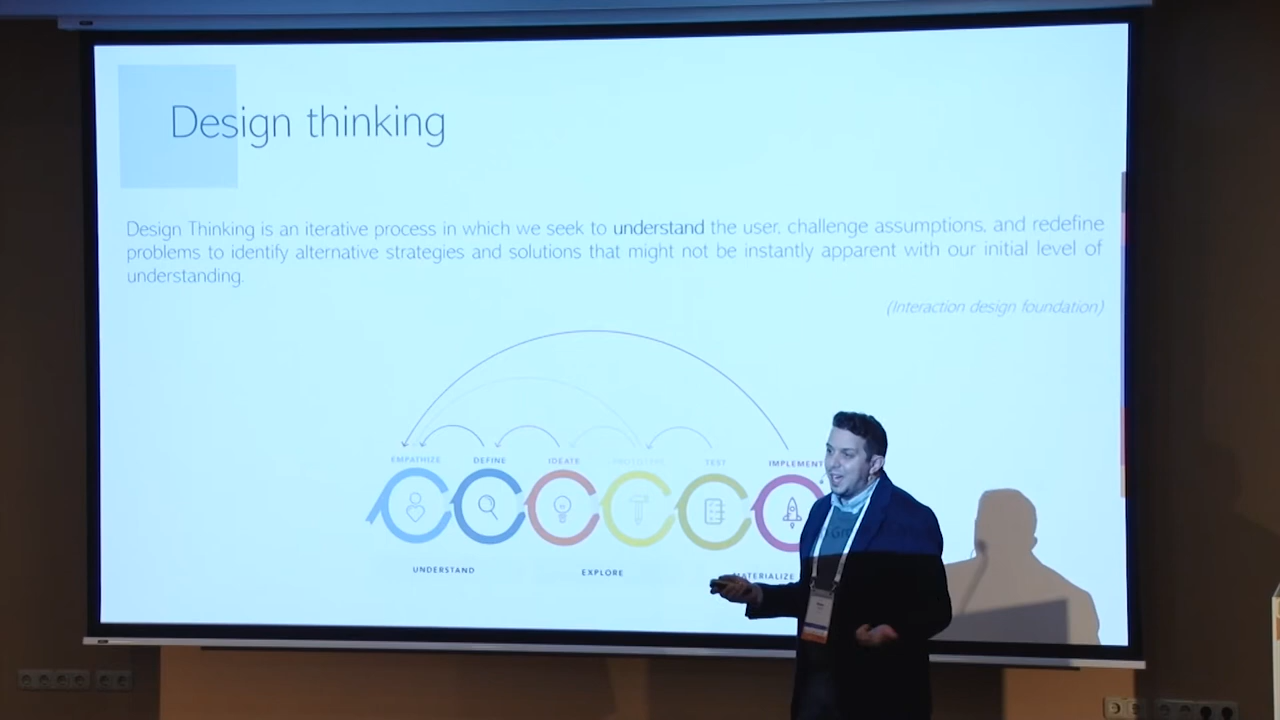 Design thinking
Design Thinking is an iterative process in which we seek to understand the user, challenge assumptions, and redefine
problems to identify alternative strategies and solutions that might not be instantly apparent with our initial level of
understanding.
(Interaction design foundation)
EMPATHIZE DEFINE IDEATE PROTOTYPE TEST IMPLEMENT
UNDERSTAND EXPLORE MATERIALIZE